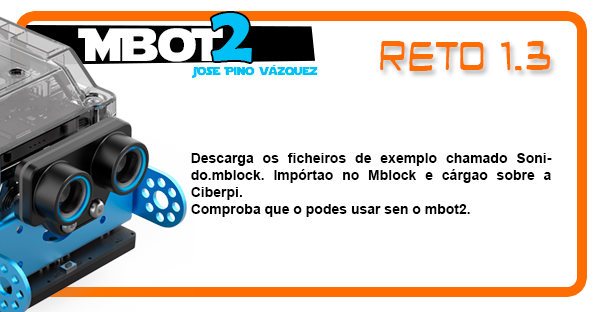 MBOT2
JOSE PINO VÁZQUEZ
RETO 1.3
Descarga os ficheiros de exemplo chamado Soni-
do.mblock. Impórtao no Mblock e cárgao sobre a
Ciberpi.
Comproba que o podes usar sen o mbot2.